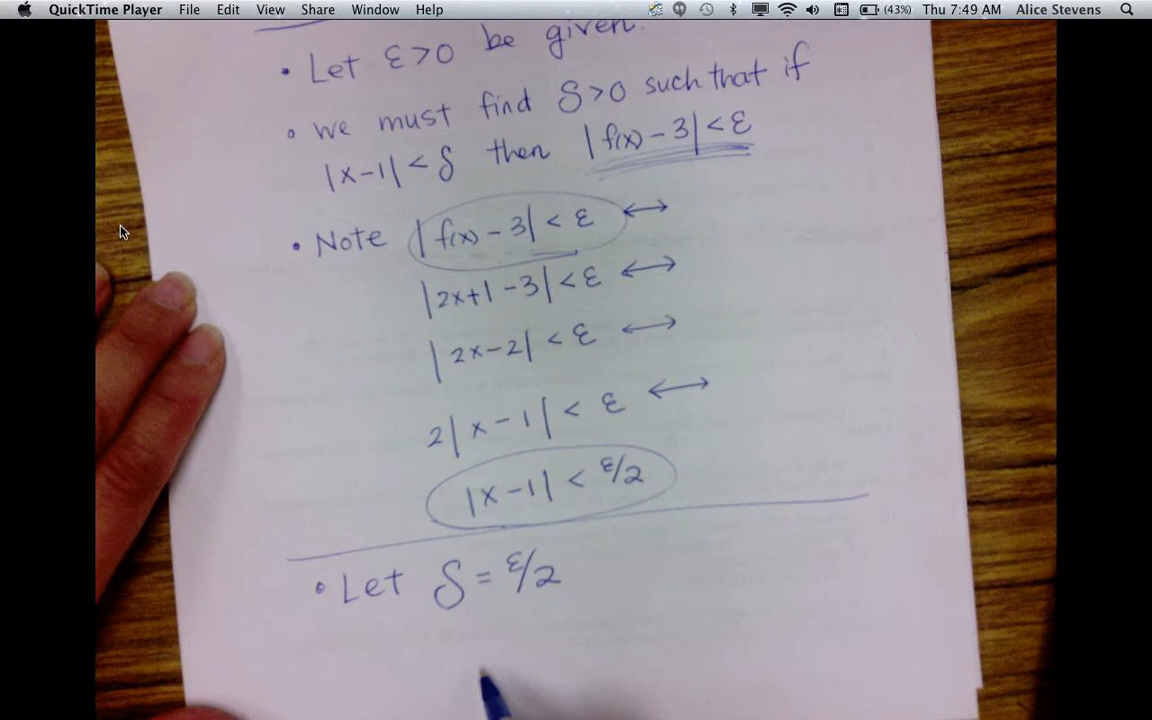 QuickTime Player File Edit View Share Window Help (43%) Thu 7:49 AM Alice Stevens
• Let ε>0 be given.
• we must find δ>0 such that if
|x-1| < δ then |f(x) - 3| < ε
• Note |f(x) - 3| < ε ⟷
|2x+1-3| < ε ⟷
|2x-2| < ε ⟷
2|x-1| < ε ⟷
|x-1| < ε/2
• Let δ = ε/2